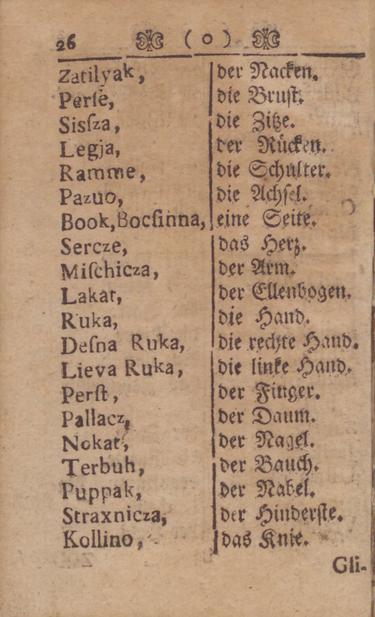 26 ( o )
Zatilyak, der Nacken.
Persé, die Brust.
Sissza, die Zitze.
Legja, der Rücken.
Ramme, die Schulter.
Pazuo, die Achsel.
Book, Bocsinna, eine Seite.
Sercze, das Herz.
Mischicza, der Arm.
Lakat, der Ellenbogen.
Ruka, die Hand.
Desna Ruka, die rechte Hand.
Lieva Ruka, die linke Hand.
Perst, der Finger.
Pallacz, der Daum.
Nokat, der Nagel.
Terbuh, der Bauch.
Puppak, der Nabel.
Straxnicza, der Hinderste.
Kollino, das Knie.
Gli-